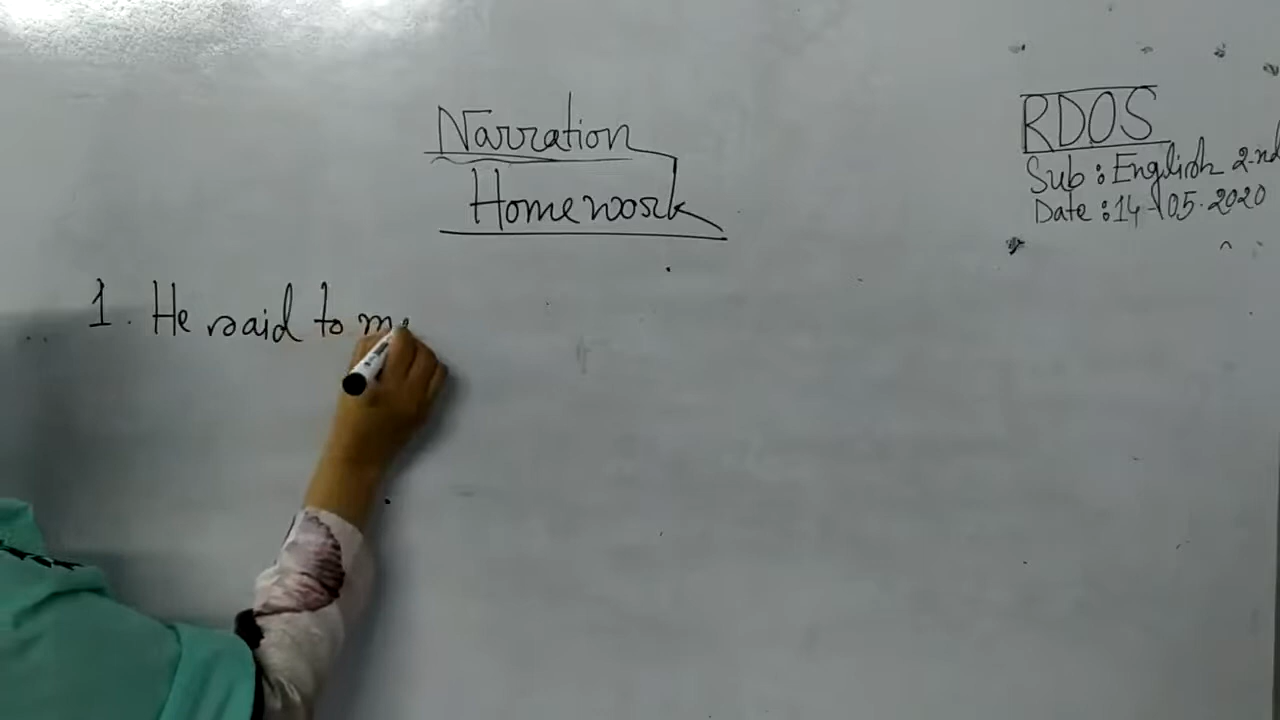 Narration
Homework
RDOS
Sub : English 2nd
Date : 14-05-2020
1. He said to m